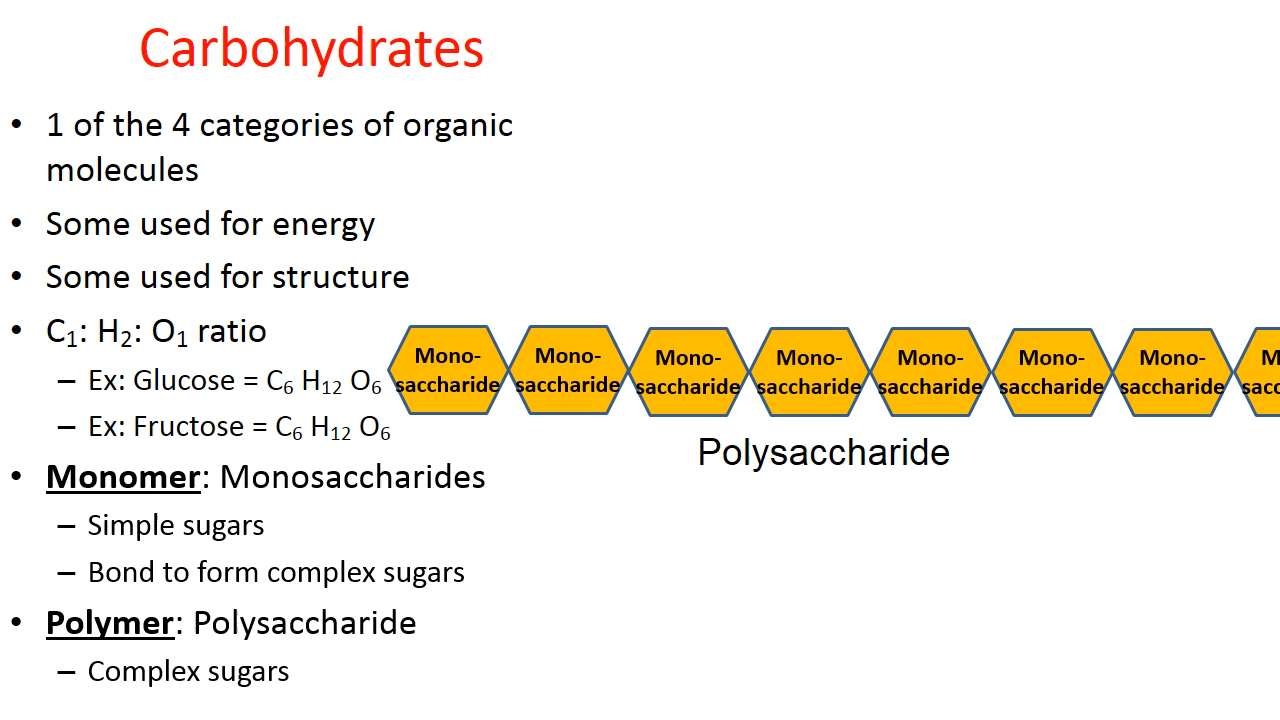 Carbohydrates
• 1 of the 4 categories of organic
molecules
• Some used for energy
• Some used for structure
• C₁: H₂: O₁ ratio
– Ex: Glucose = C₆ H₁₂ O₆
– Ex: Fructose = C₆ H₁₂ O₆
• Monomer: Monosaccharides
– Simple sugars
– Bond to form complex sugars
• Polymer: Polysaccharide
– Complex sugars
Mono-
saccharide
Mono-
saccharide
Mono-
saccharide
Mono-
saccharide
Mono-
saccharide
Mono-
saccharide
Mono-
saccharide
Polysaccharide